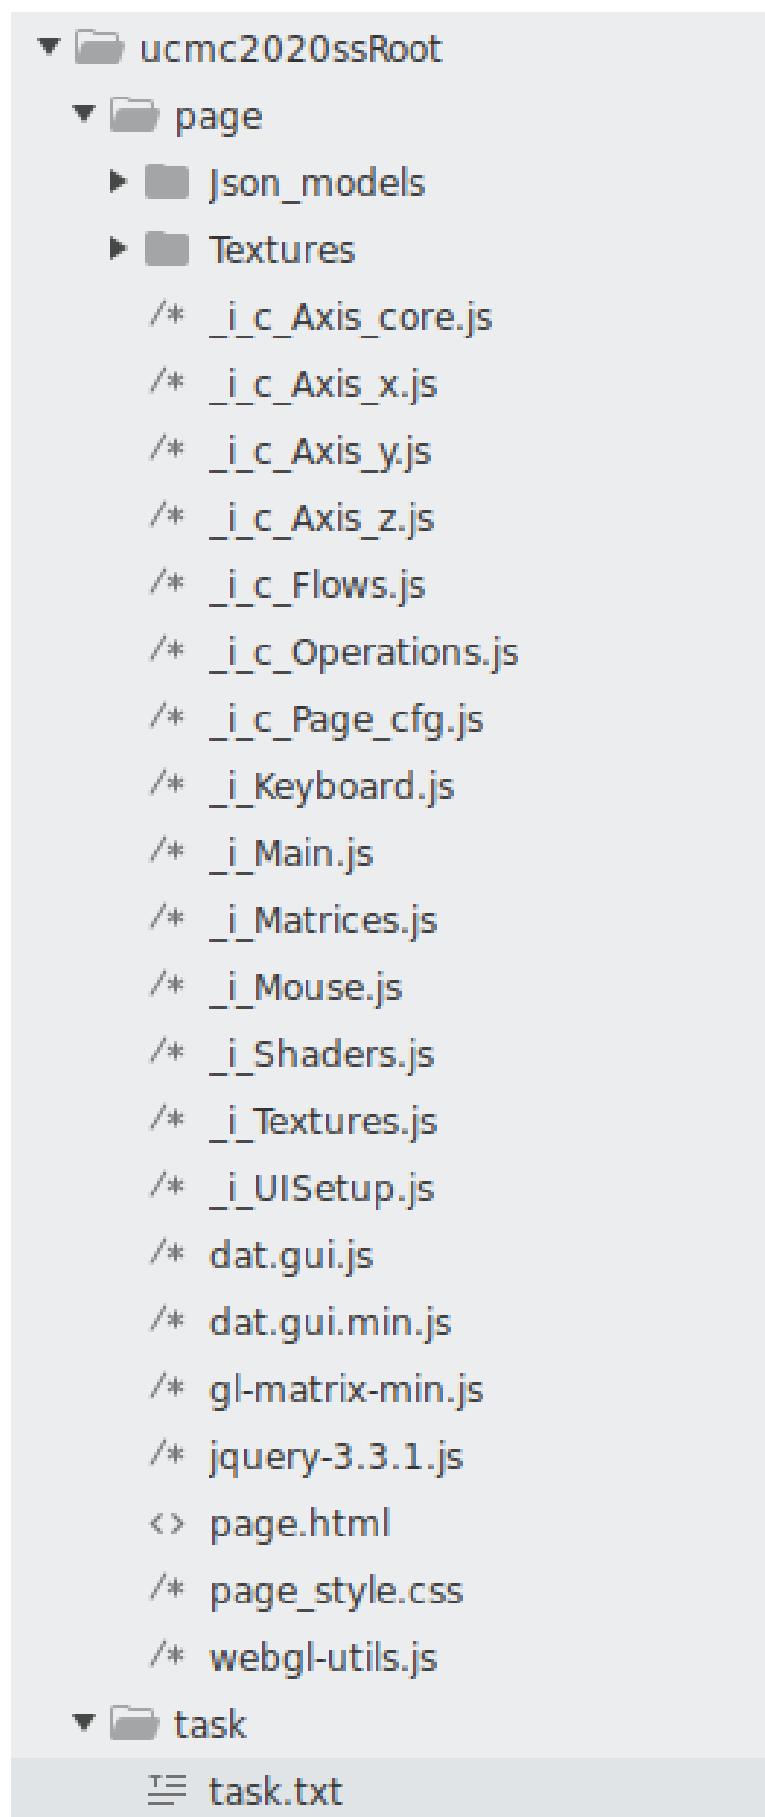 ucmc2020ssRoot
page
Json_models
Textures
/* _i_c_Axis_core.js
/* _i_c_Axis_x.js
/* _i_c_Axis_y.js
/* _i_c_Axis_z.js
/* _i_c_Flows.js
/* _i_c_Operations.js
/* _i_c_Page_cfg.js
/* _i_Keyboard.js
/* _i_Main.js
/* _i_Matrices.js
/* _i_Mouse.js
/* _i_Shaders.js
/* _i_Textures.js
/* _i_UISetup.js
/* dat.gui.js
/* dat.gui.min.js
/* gl-matrix-min.js
/* jquery-3.3.1.js
<> page.html
/* page_style.css
/* webgl-utils.js
task
task.txt